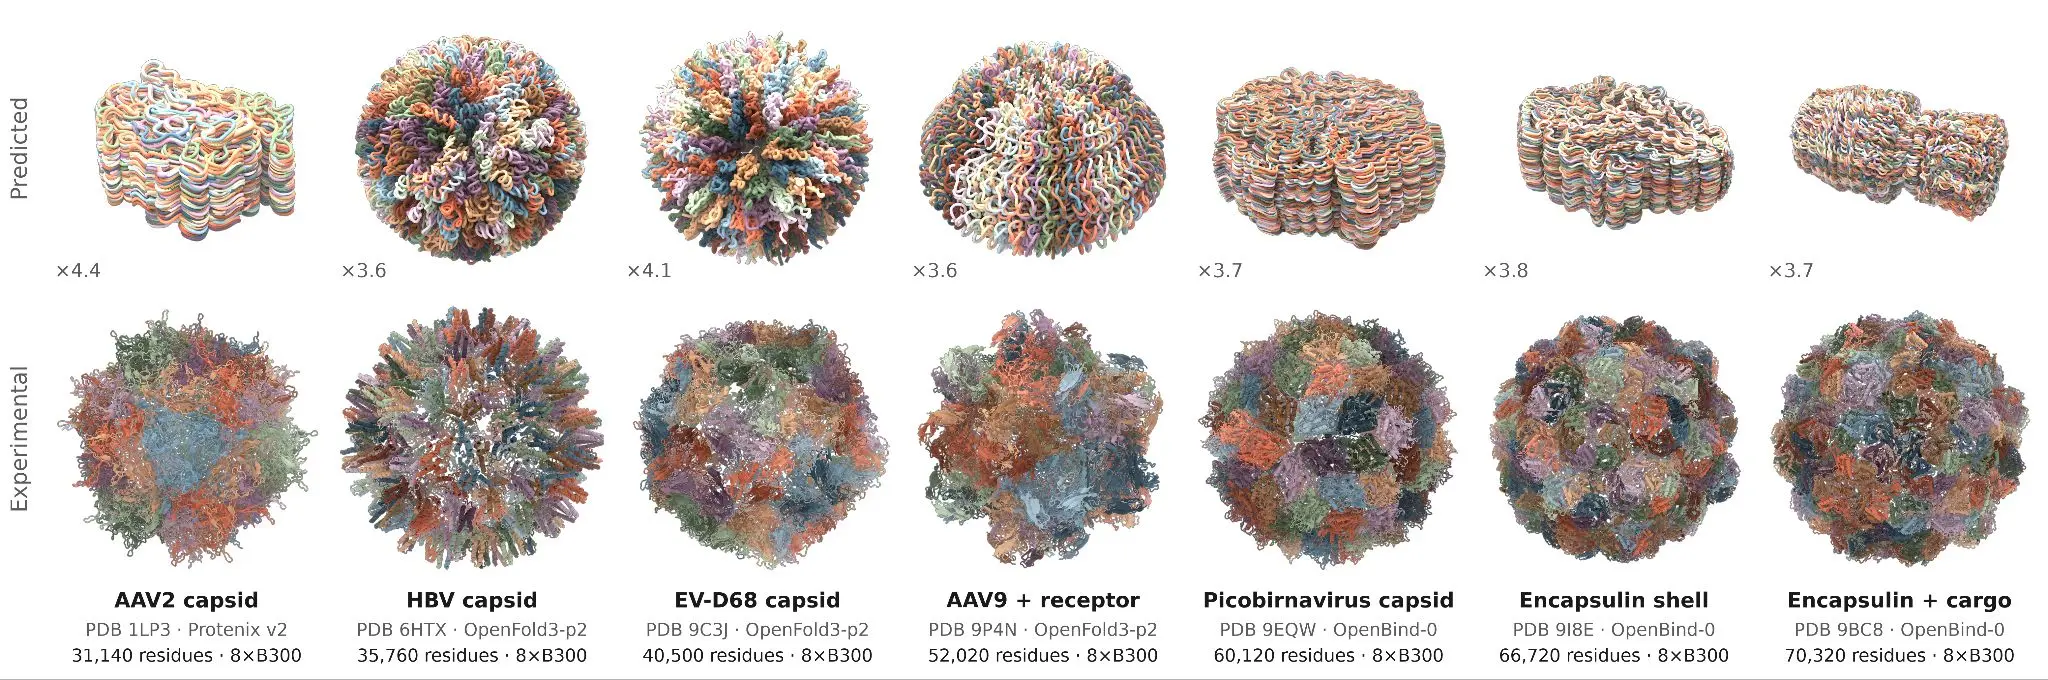 Predicted
×4.4
×3.6
×4.1
×3.6
×3.7
×3.8
×3.7
Experimental
AAV2 capsid
PDB 1LP3 · Protenix v2
31,140 residues · 8×B300
HBV capsid
PDB 6HTX · OpenFold3-p2
35,760 residues · 8×B300
EV-D68 capsid
PDB 9C3J · OpenFold3-p2
40,500 residues · 8×B300
AAV9 + receptor
PDB 9P4N · OpenFold3-p2
52,020 residues · 8×B300
Picobirnavirus capsid
PDB 9EQW · OpenBind-0
60,120 residues · 8×B300
Encapsulin shell
PDB 9I8E · OpenBind-0
66,720 residues · 8×B300
Encapsulin + cargo
PDB 9BC8 · OpenBind-0
70,320 residues · 8×B300